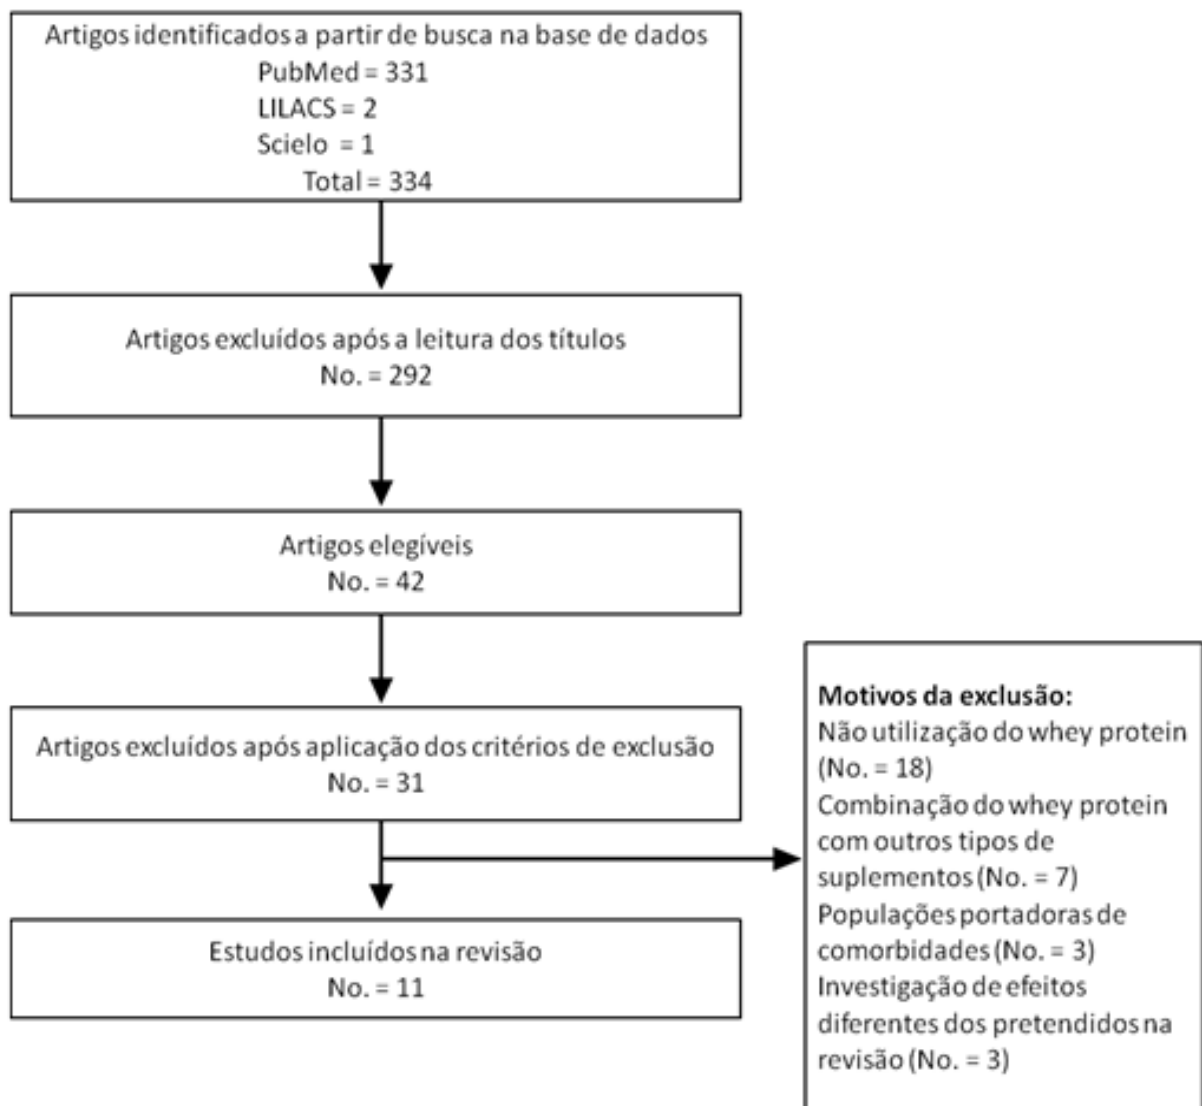 Artigos identificados a partir de busca na base de dados
PubMed = 331
LILACS = 2
Scielo = 1
Total = 334
Artigos excluídos após a leitura dos títulos
No. = 292
Artigos elegíveis
No. = 42
Artigos excluídos após aplicação dos critérios de exclusão
No. = 31
Motivos da exclusão:
Não utilização do whey protein
(No. = 18)
Combinação do whey protein
com outros tipos de
suplementos (No. = 7)
Populações portadoras de
comorbidades (No. = 3)
Investigação de efeitos
diferentes dos pretendidos na
revisão (No. = 3)
Estudos incluídos na revisão
No. = 11